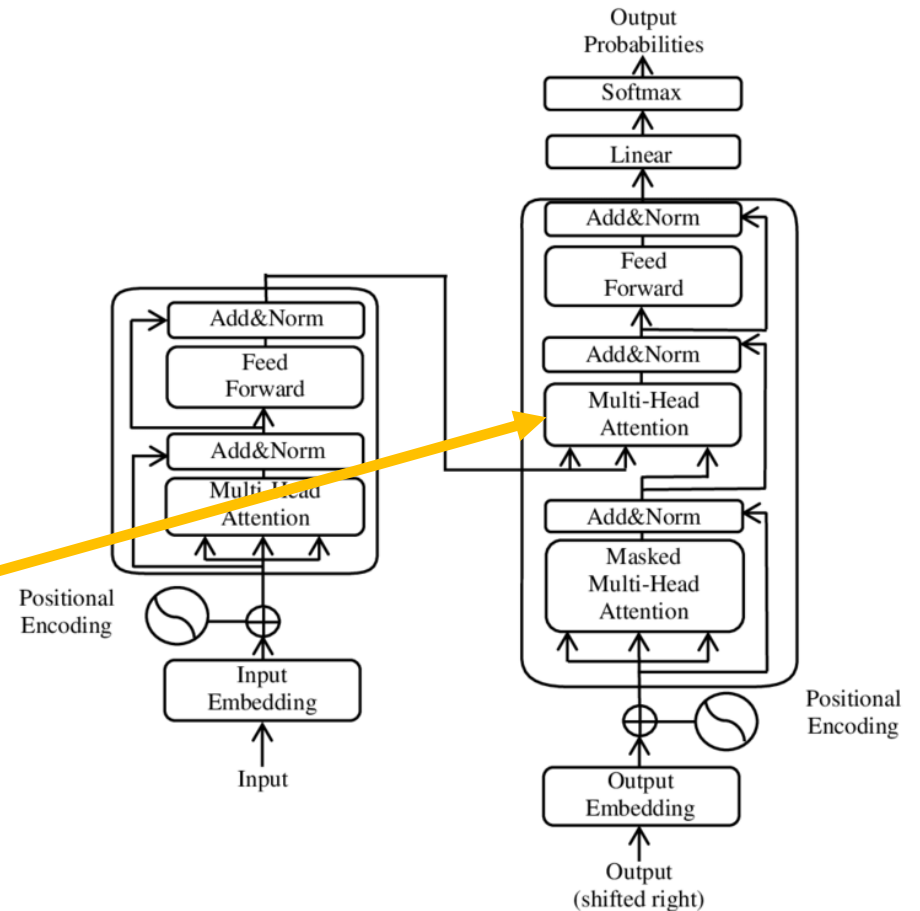 Output
Probabilities
Softmax
Linear
Add&Norm
Feed
Forward
Add&Norm
Multi-Head
Attention
Add&Norm
Masked
Multi-Head
Attention
Positional
Encoding
Output
Embedding
Output
(shifted right)
Add&Norm
Feed
Forward
Add&Norm
Multi-Head
Attention
Positional
Encoding
Input
Embedding
Input